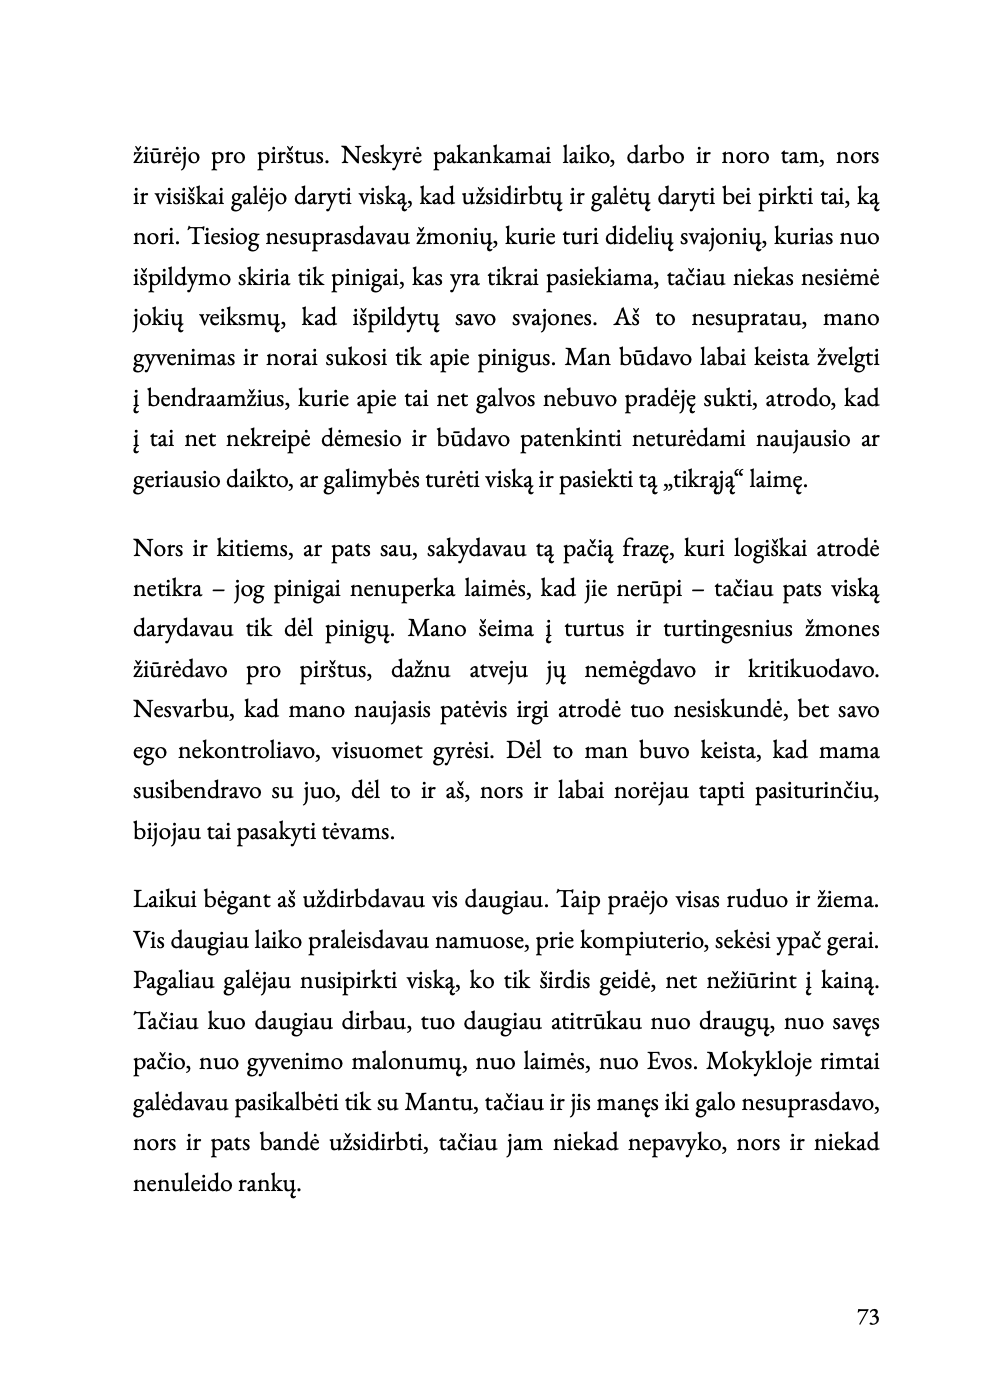 žiūrėjo pro pirštus. Neskyrė pakankamai laiko, darbo ir noro tam, nors
ir visiškai galėjo daryti viską, kad užsidirbtų ir galėtų daryti bei pirkti tai, ką
nori. Tiesiog nesuprasdavau žmonių, kurie turi didelių svajonių, kurias nuo
išpildymo skiria tik pinigai, kas yra tikrai pasiekiama, tačiau niekas nesiėmė
jokių veiksmų, kad išpildytų savo svajones. Aš to nesupratau, mano
gyvenimas ir norai sukosi tik apie pinigus. Man būdavo labai keista žvelgti
į bendraamžius, kurie apie tai net galvos nebuvo pradėję sukti, atrodo, kad
į tai net nekreipė dėmesio ir būdavo patenkinti neturėdami naujausio ar
geriausio daikto, ar galimybės turėti viską ir pasiekti tą „tikrąją“ laimę.
Nors ir kitiems, ar pats sau, sakydavau tą pačią frazę, kuri logiškai atrodė
netikra – jog pinigai nenuperka laimės, kad jie nerūpi – tačiau pats viską
darydavau tik dėl pinigų. Mano šeima į turtus ir turtingesnius žmones
žiūrėdavo pro pirštus, dažnu atveju jų nemėgdavo ir kritikuodavo.
Nesvarbu, kad mano naujasis patėvis irgi atrodė tuo nesiskundė, bet savo
ego nekontroliavo, visuomet gyrėsi. Dėl to man buvo keista, kad mama
susibendravo su juo, dėl to ir aš, nors ir labai norėjau tapti pasiturinčiu,
bijojau tai pasakyti tėvams.
Laikui bėgant aš uždirbdavau vis daugiau. Taip praėjo visas ruduo ir žiema.
Vis daugiau laiko praleisdavau namuose, prie kompiuterio, sekėsi ypač gerai.
Pagaliau galėjau nusipirkti viską, ko tik širdis geidė, net nežiūrint į kainą.
Tačiau kuo daugiau dirbau, tuo daugiau atitrūkau nuo draugų, nuo savęs
pačio, nuo gyvenimo malonumų, nuo laimės, nuo Evos. Mokykloje rimtai
galėdavau pasikalbėti tik su Mantu, tačiau ir jis manęs iki galo nesuprasdavo,
nors ir pats bandė užsidirbti, tačiau jam niekad nepavyko, nors ir niekad
nenuleido rankų.
73